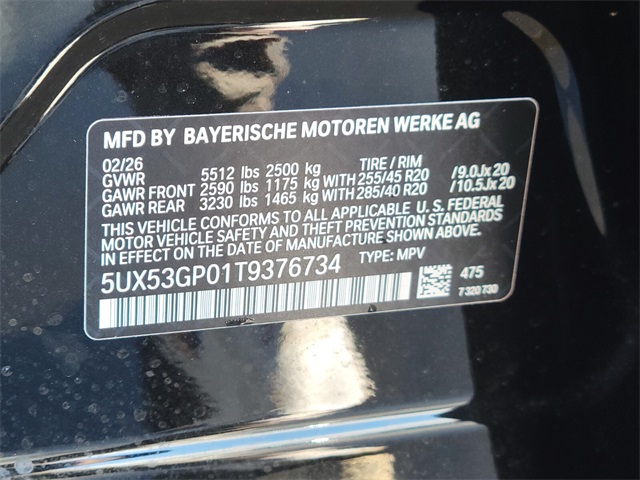 MFD BY BAYERISCHE MOTOREN WERKE AG
02/26
GVWR 5512 lbs 2500 kg TIRE / RIM
GAWR FRONT 2590 lbs 1175 kg WITH 255/45 R20 /9.0Jx20
GAWR REAR 3230 lbs 1465 kg WITH 285/40 R20 /10.5Jx20
THIS VEHICLE CONFORMS TO ALL APPLICABLE U. S. FEDERAL
MOTOR VEHICLE SAFETY AND THEFT PREVENTION STANDARDS
IN EFFECT ON THE DATE OF MANUFACTURE SHOWN ABOVE.
5UX53GP01T9376734 TYPE: MPV
475
7 320 730